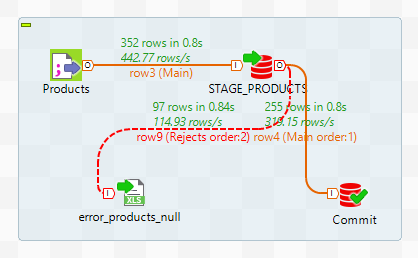 352 rows in 0.8s
442.77 rows/s
row3 (Main)
Products
STAGE_PRODUCTS
97 rows in 0.84s
114.93 rows/s
255 rows in 0.8s
319.15 rows/s
row9 (Rejects order:2)
row4 (Main order:1)
XLS
error_products_null
Commit